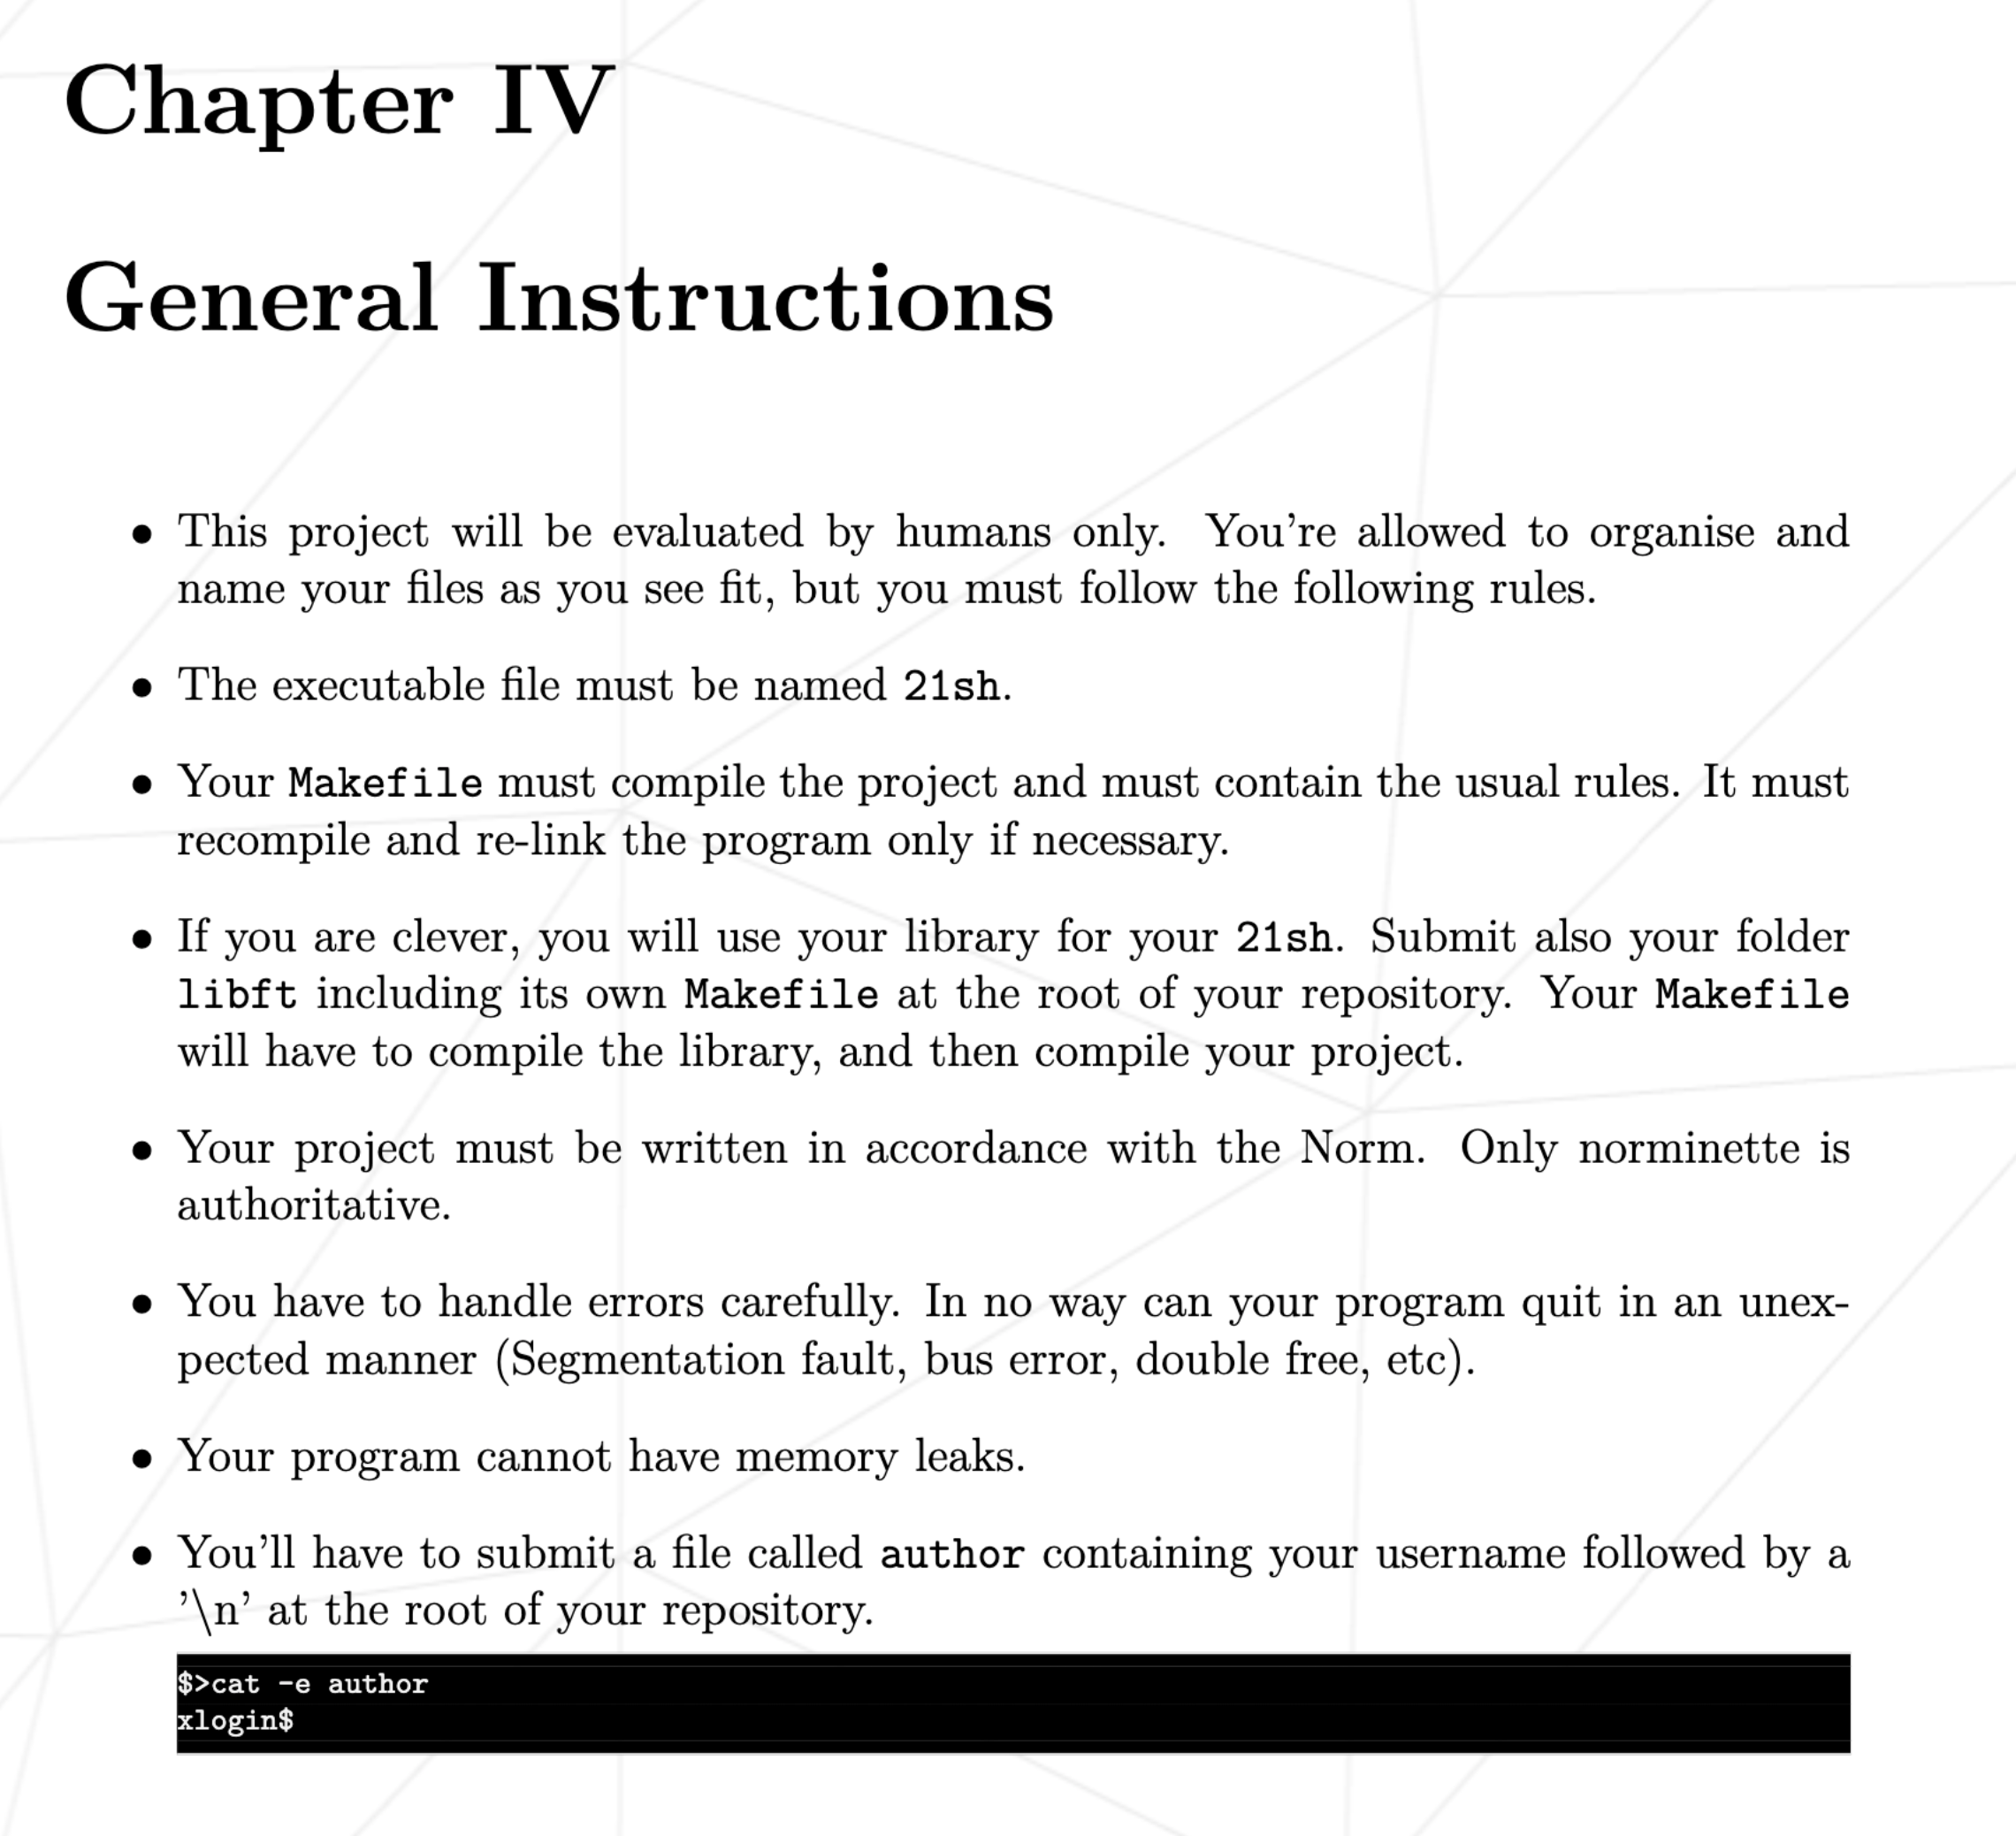 Chapter IV
General Instructions
• This project will be evaluated by humans only. You're allowed to organise and
name your files as you see fit, but you must follow the following rules.
• The executable file must be named 21sh.
• Your Makefile must compile the project and must contain the usual rules. It must
recompile and re-link the program only if necessary.
• If you are clever, you will use your library for your 21sh. Submit also your folder
libft including its own Makefile at the root of your repository. Your Makefile
will have to compile the library, and then compile your project.
• Your project must be written in accordance with the Norm. Only norminette is
authoritative.
• You have to handle errors carefully. In no way can your program quit in an unex-
pected manner (Segmentation fault, bus error, double free, etc).
• Your program cannot have memory leaks.
• You'll have to submit a file called author containing your username followed by a
'\n' at the root of your repository.
$>cat -e author
xlogin$